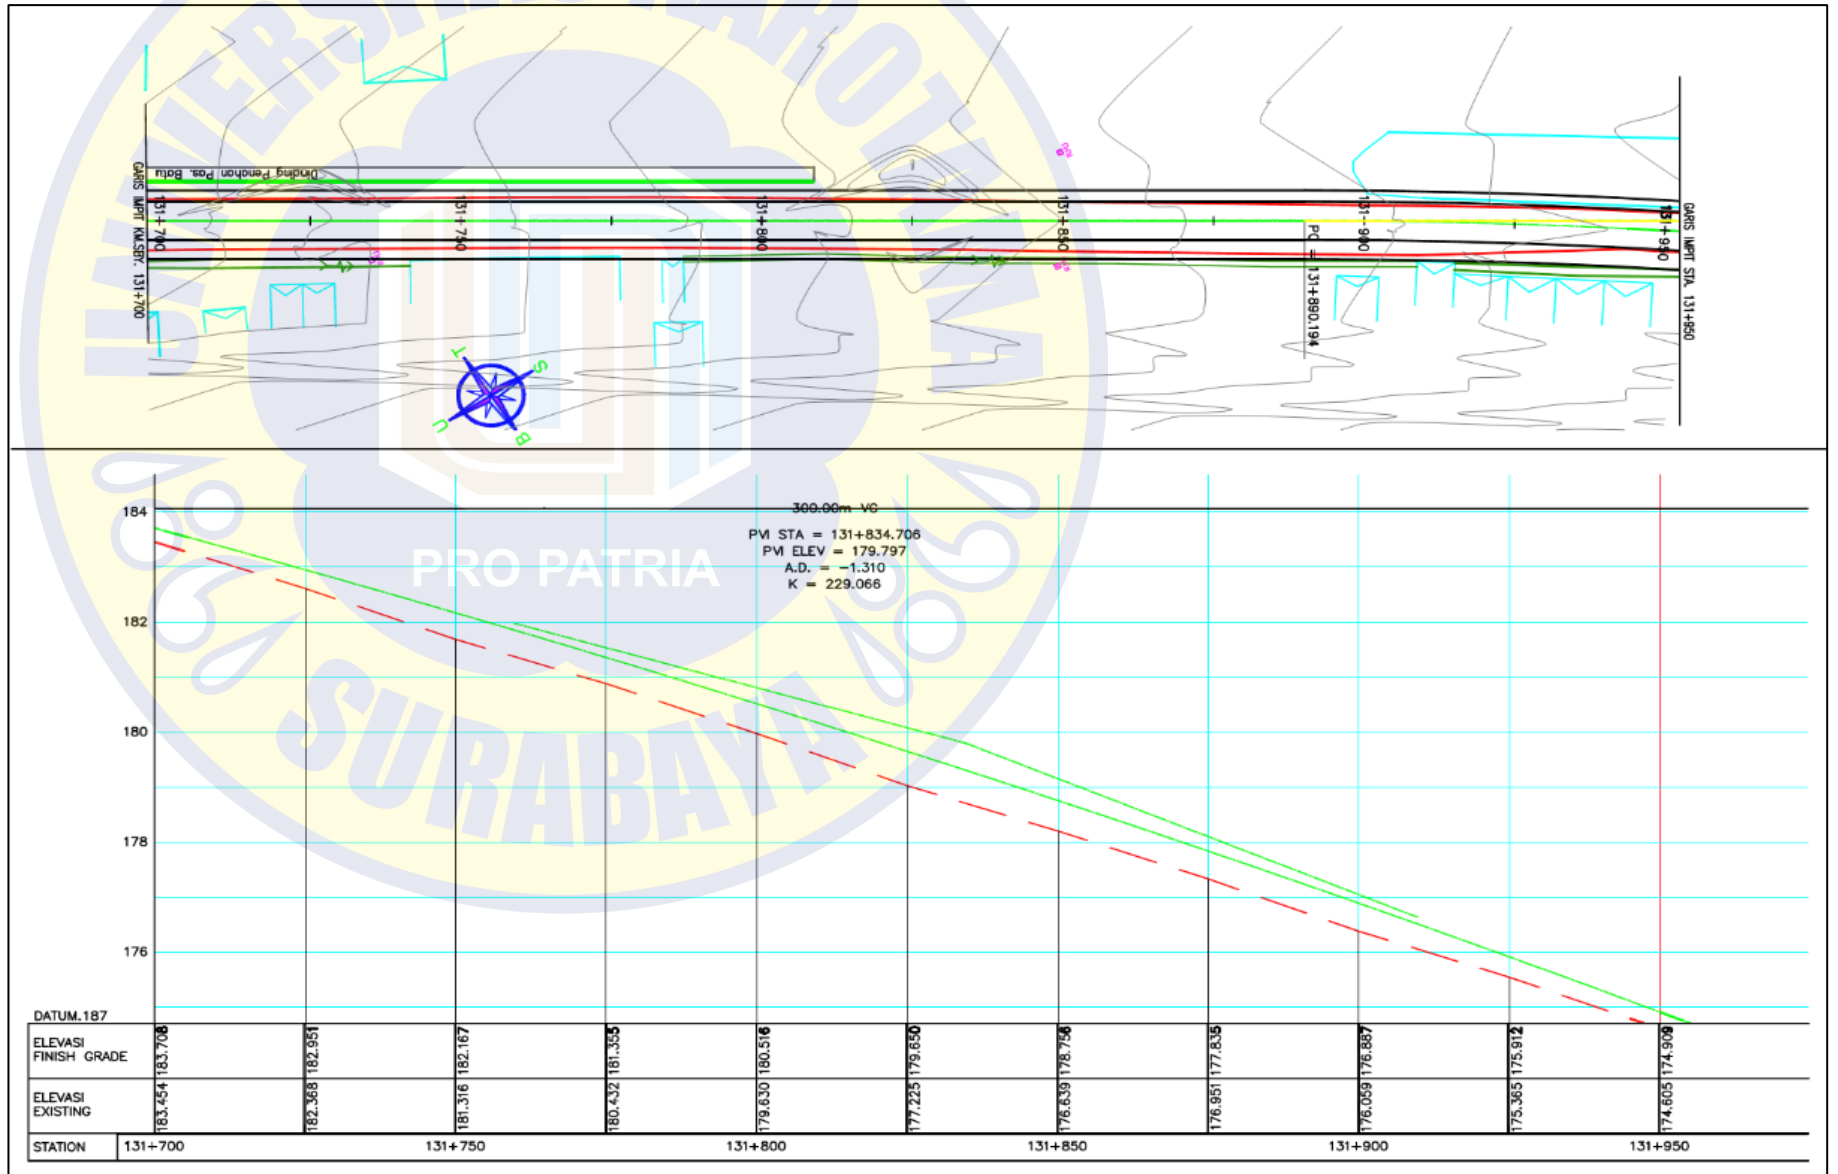 UNIVERSITAS NAROTAMA
GARIS IMPIT KM.SBY. 131+700
Dinding Penahan Pas. Batu
131+700
131+750
131+800
131+850
131+900
131+950
PC = 131+890.194
GARIS IMPIT STA. 131+950
T
S
U
B
PRO PATRIA
SURABAYA
300.00m VC
PVI STA = 131+834.706
PVI ELEV = 179.797
A.D. = -1.310
K = 229.066
184
182
180
178
176
DATUM.187
ELEVASI FINISH GRADE 183.708 182.951 182.167 181.355 180.516 179.650 178.756 177.835 176.887 175.912 174.909
ELEVASI EXISTING 183.454 182.368 181.316 180.432 179.630 177.225 176.639 176.951 176.059 175.365 174.605
STATION 131+700 131+750 131+800 131+850 131+900 131+950